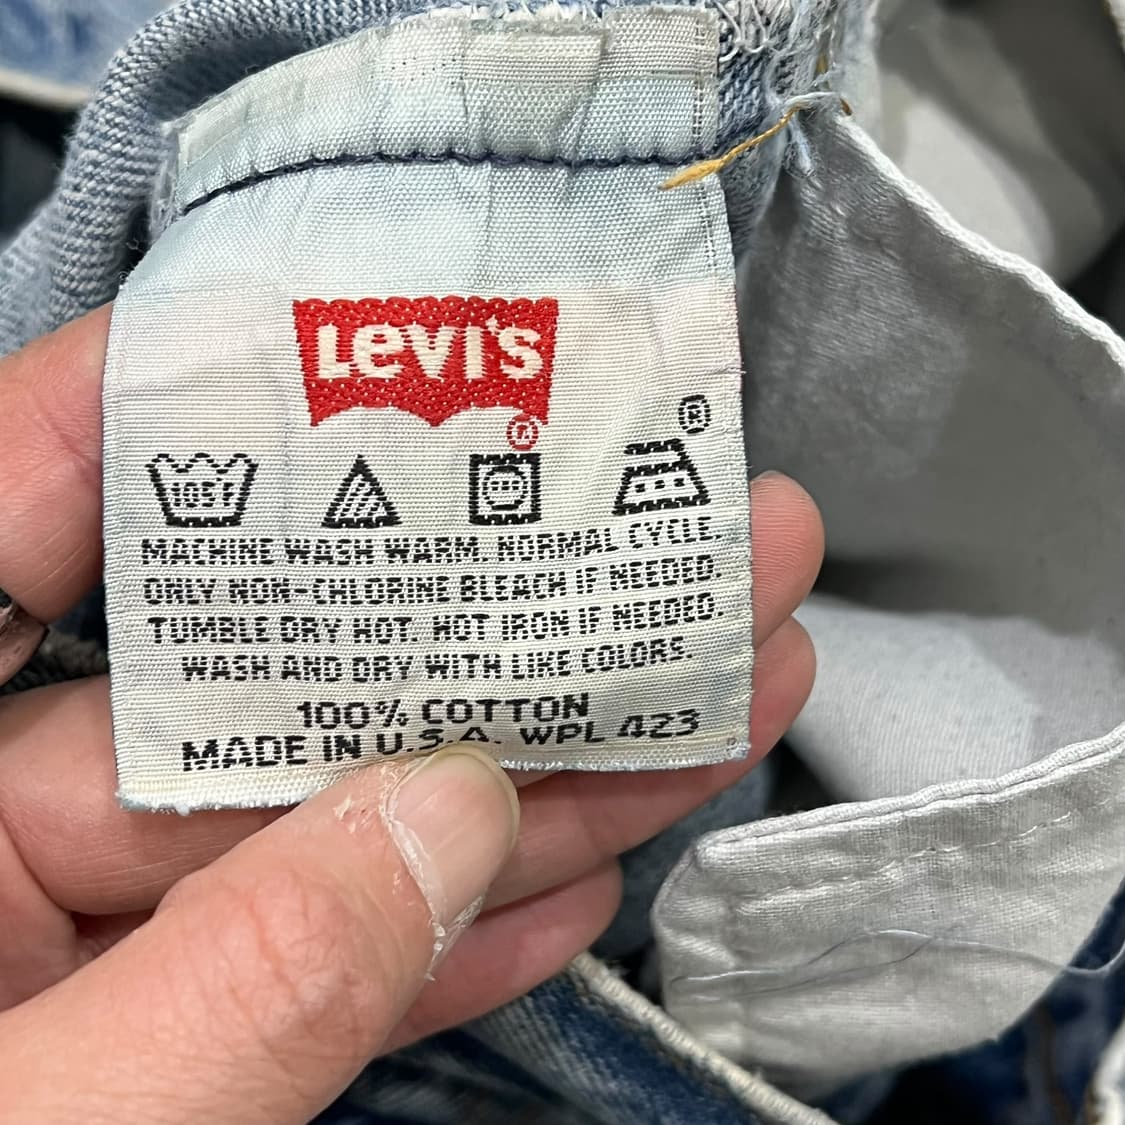 LEVI'S
®
®
105°F
MACHINE WASH WARM. NORMAL CYCLE.
ONLY NON-CHLORINE BLEACH IF NEEDED.
TUMBLE DRY HOT. HOT IRON IF NEEDED.
WASH AND DRY WITH LIKE COLORS.
100% COTTON
MADE IN U.S.A. WPL 423